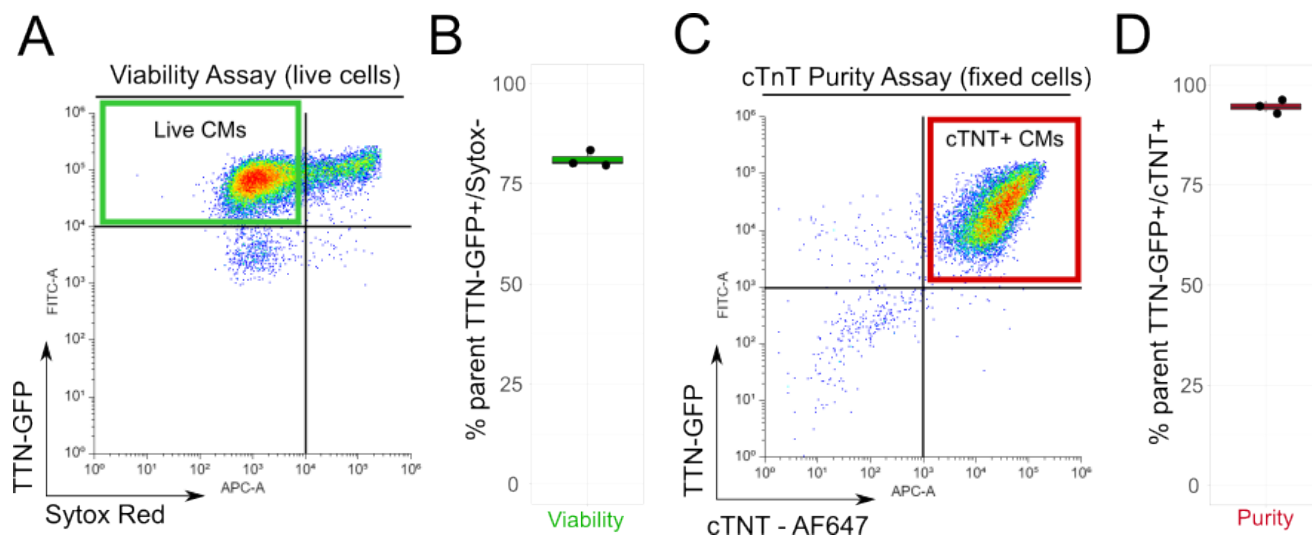 A
Viability Assay (live cells)
Live CMs
10⁶
10⁵
10⁴
10³
10²
10¹
10⁰
FITC-A
TTN-GFP
10⁰ 10¹ 10² 10³ 10⁴ 10⁵ 10⁶
APC-A
Sytox Red
B
% parent TTN-GFP+/Sytox-
100
75
50
25
0
Viability
C
cTnT Purity Assay (fixed cells)
cTNT+ CMs
10⁶
10⁵
10⁴
10³
10²
10¹
10⁰
FITC-A
TTN-GFP
10⁰ 10¹ 10² 10³ 10⁴ 10⁵ 10⁶
APC-A
cTNT - AF647
D
% parent TTN-GFP+/cTNT+
100
75
50
25
0
Purity